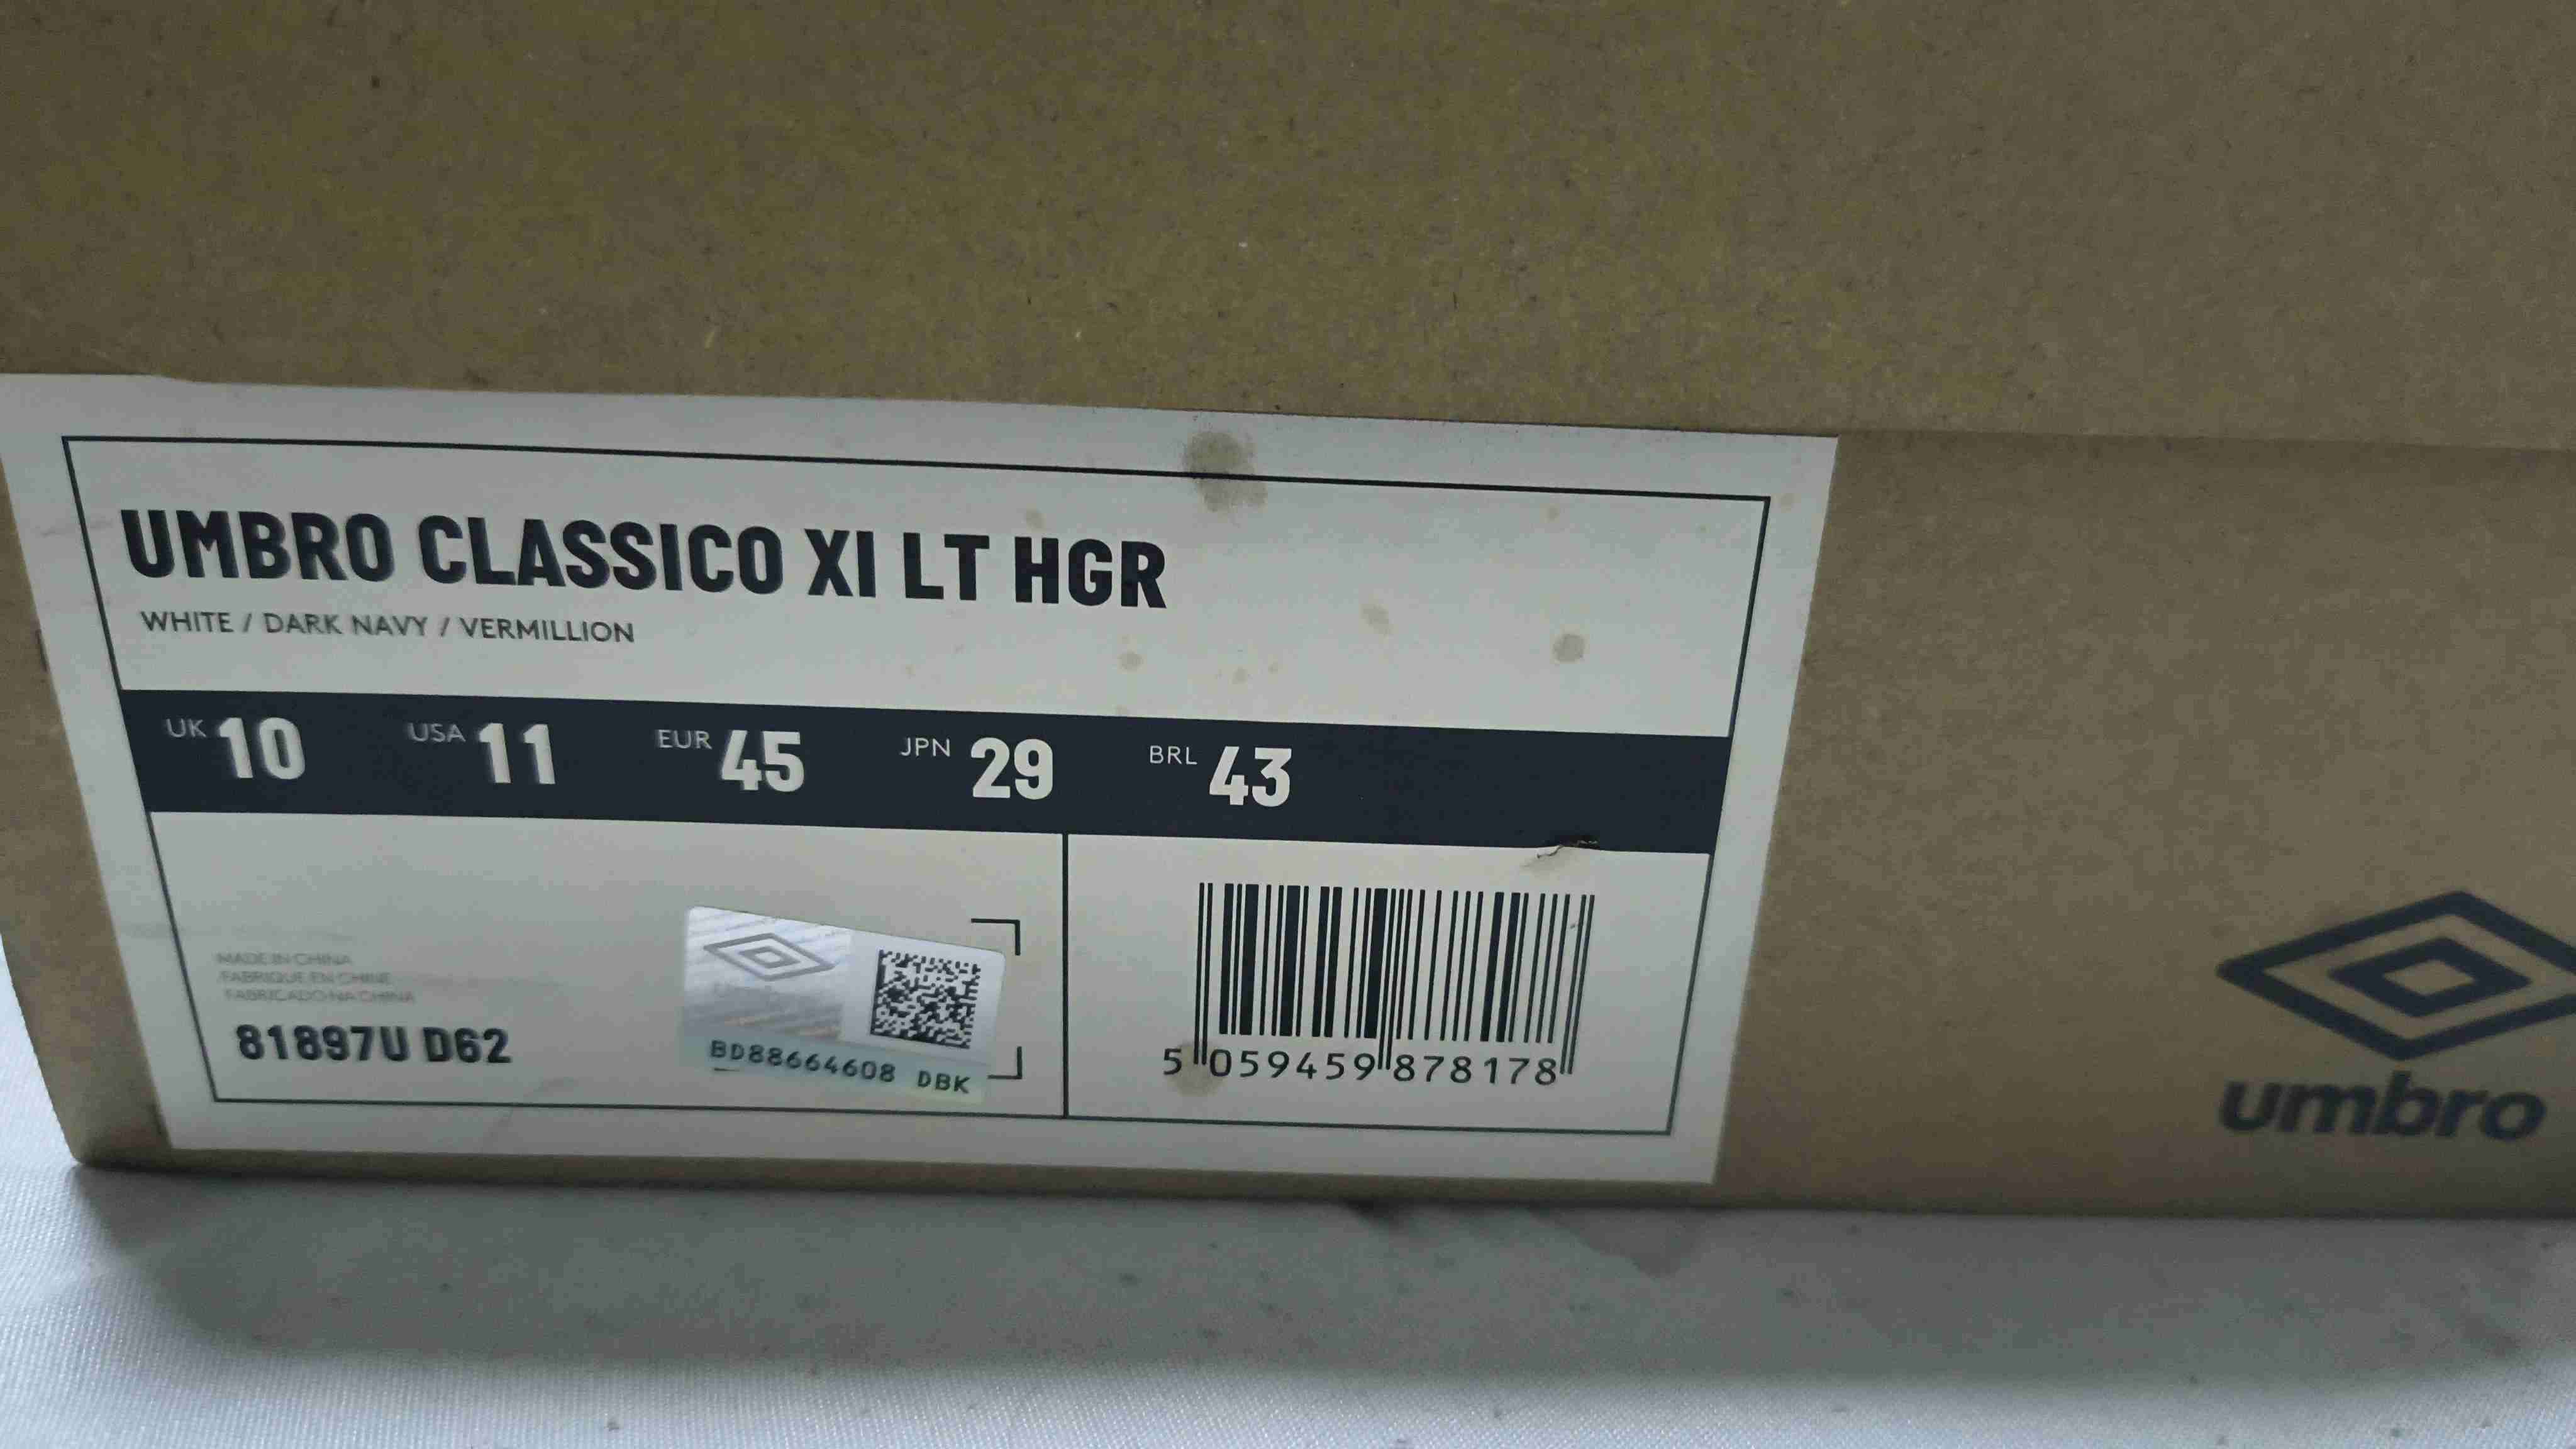 UMBRO CLASSICO XI LT HGR
WHITE / DARK NAVY / VERMILLION
UK 10 USA 11 EUR 45 JPN 29 BRL 43
MADE IN CHINA
FABRIQUE EN CHINE
FABRICADO NA CHINA
81897U D62
BD88664608 DBK
5 059459 878178
umbro